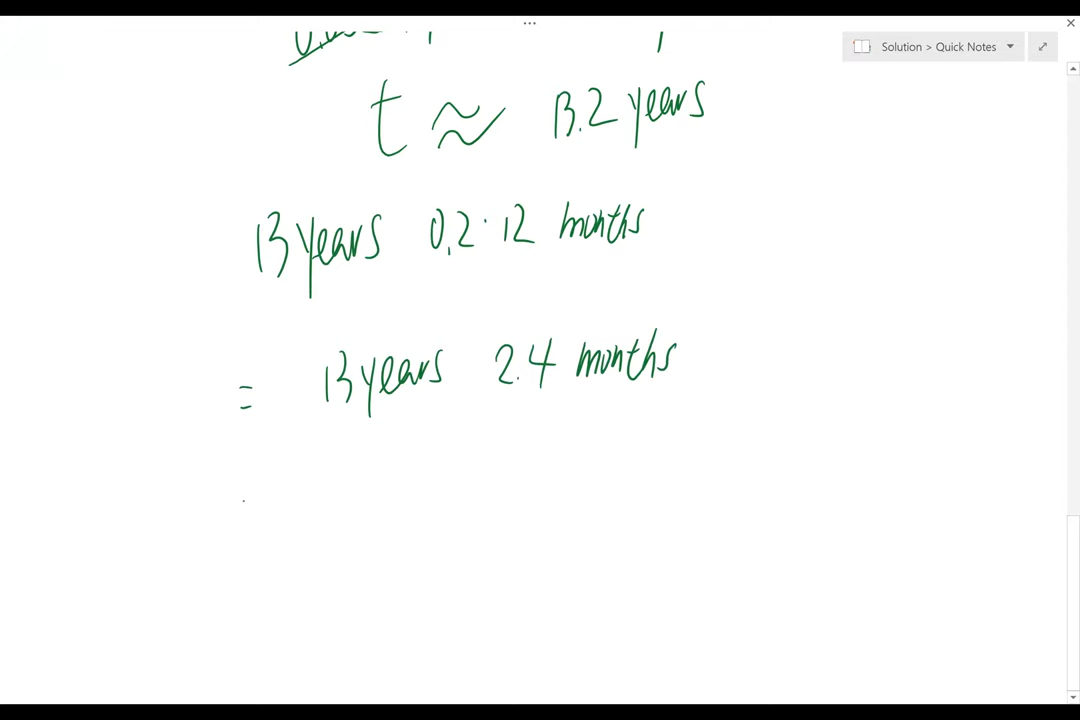 Solution > Quick Notes
t ≈ 13.2 years
13 years 0.2 · 12 months
= 13 years 2.4 months